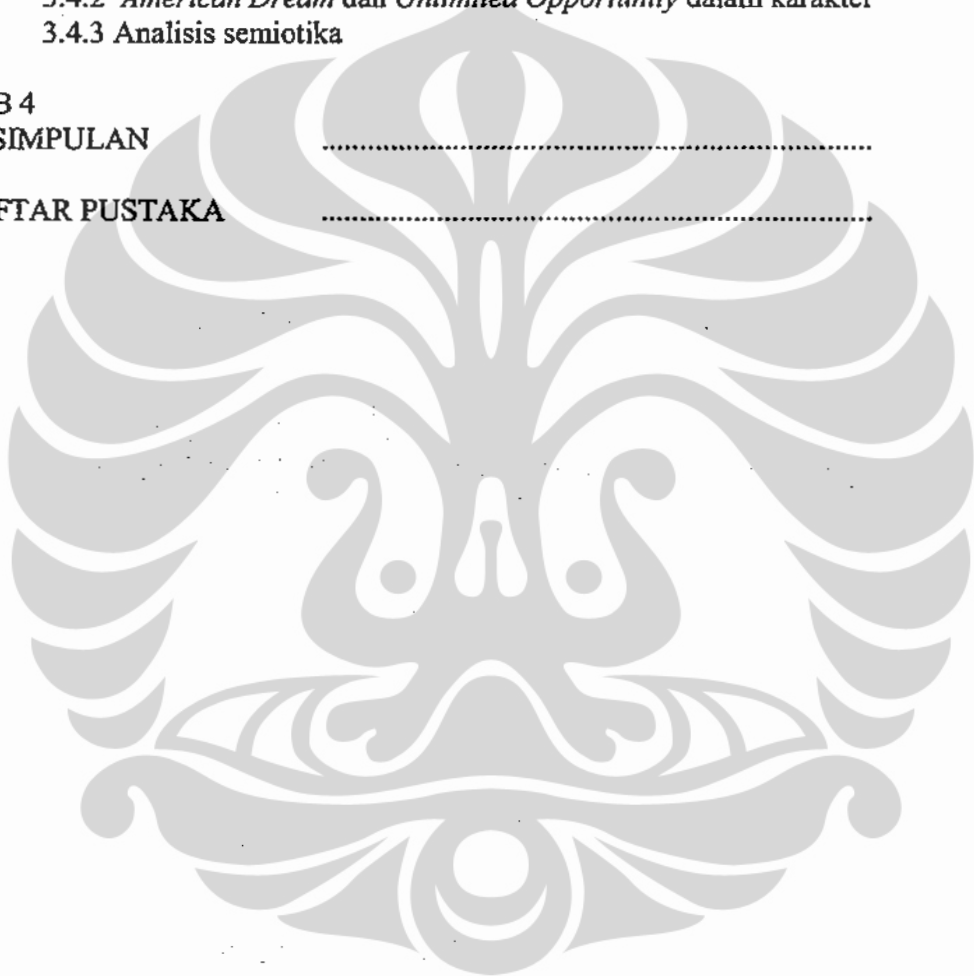 3.4.2 American Dream dan Unlimited Opportunity dalam karakter
3.4.3 Analisis semiotika
B 4
SIMPULAN ........................................................................
FTAR PUSTAKA ........................................................................